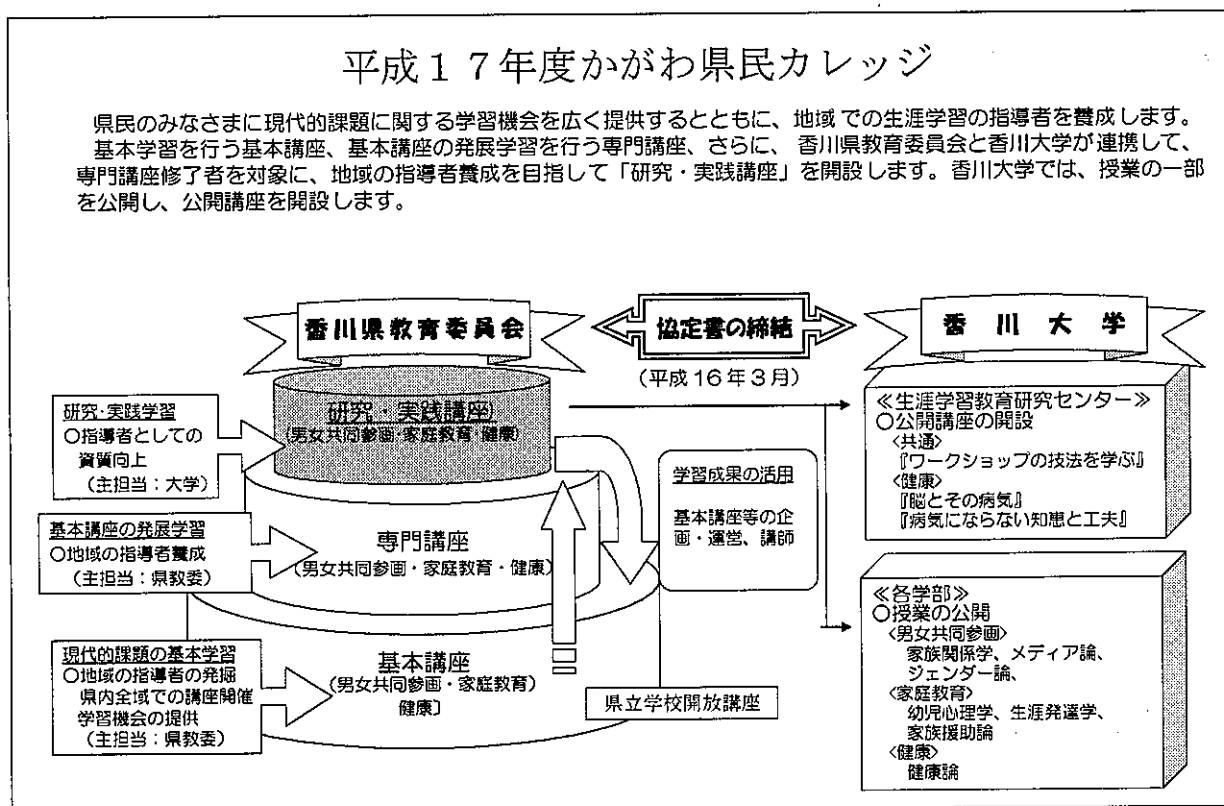 平成１７年度かがわ県民カレッジ
県民のみなさまに現代的課題に関する学習機会を広く提供するとともに、地域での生涯学習の指導者を養成します。
基本学習を行う基本講座、基本講座の発展学習を行う専門講座、さらに、香川県教育委員会と香川大学が連携して、
専門講座修了者を対象に、地域の指導者養成を目指して「研究・実践講座」を開設します。香川大学では、授業の一部
を公開し、公開講座を開設します。
香川県教育委員会
協定書の締結
(平成16年3月)
香川大学
研究・実践学習
○指導者としての
資質向上
(主担当：大学)
基本講座の発展学習
○地域の指導者養成
(主担当：県教委)
現代的課題の基本学習
○地域の指導者の発掘
県内全域での講座開催
学習機会の提供
(主担当：県教委)
研究・実践講座)
(男女共同参画・家庭教育・健康)
専門講座
(男女共同参画・家庭教育・健康)
基本講座
(男女共同参画・家庭教育)
健康〕
学習成果の活用
基本講座等の企
画・運営、講師
県立学校開放講座
≪生涯学習教育研究センター≫
○公開講座の開設
<共通>
『ワークショップの技法を学ぶ』
<健康>
『脳とその病気』
『病気にならない知恵と工夫』
≪各学部≫
○授業の公開
<男女共同参画>
家族関係学、メディア論、
ジェンダー論、
<家庭教育>
幼児心理学、生涯発達学、
家族援助論
<健康>
健康論